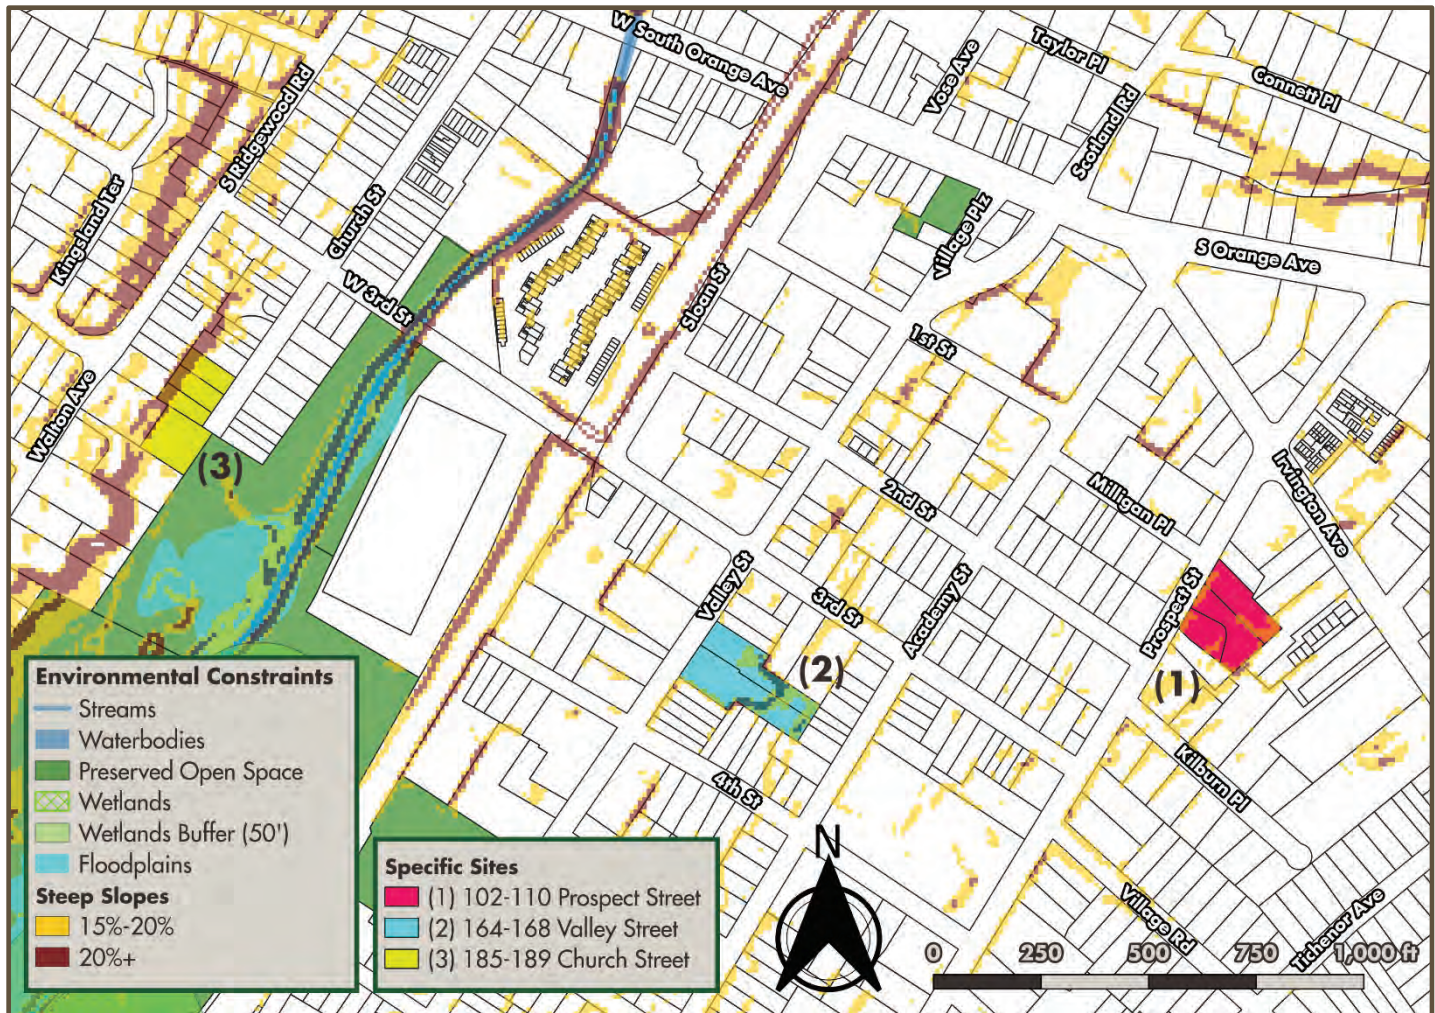 W South Orange Ave
Vose Ave
Taylor Pl
Connett Pl
Scotland Rd
S Ridgewood Rd
Kingsland Ter
Church St
W 3rd St
Sloan St
Village Plz
S Orange Ave
1st St
Walton Ave
(3)
2nd St
Milligan Pl
Irvington Ave
Valley St
3rd St
Academy St
Prospect St
(2)
(1)
4th St
Kilburn Pl
Village Rd
Tichenor Ave
Environmental Constraints
Streams
Waterbodies
Preserved Open Space
Wetlands
Wetlands Buffer (50')
Floodplains
Steep Slopes
15%-20%
20%+
Specific Sites
(1) 102-110 Prospect Street
(2) 164-168 Valley Street
(3) 185-189 Church Street
N
0 250 500 750 1,000 ft